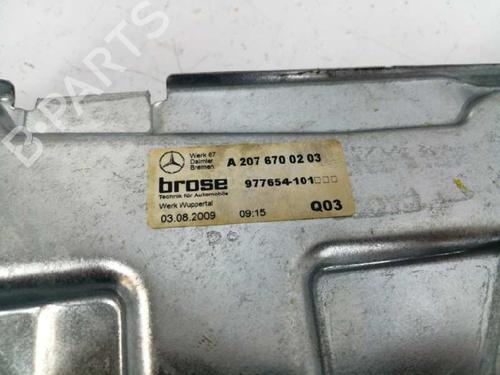 B PARTS
Werk 67
Daimler
Bremen
A 207 670 02 03
brose
Technik für Automobile
977654-101□□□
Werk Wuppertal
03.08.2009 09:15 Q03